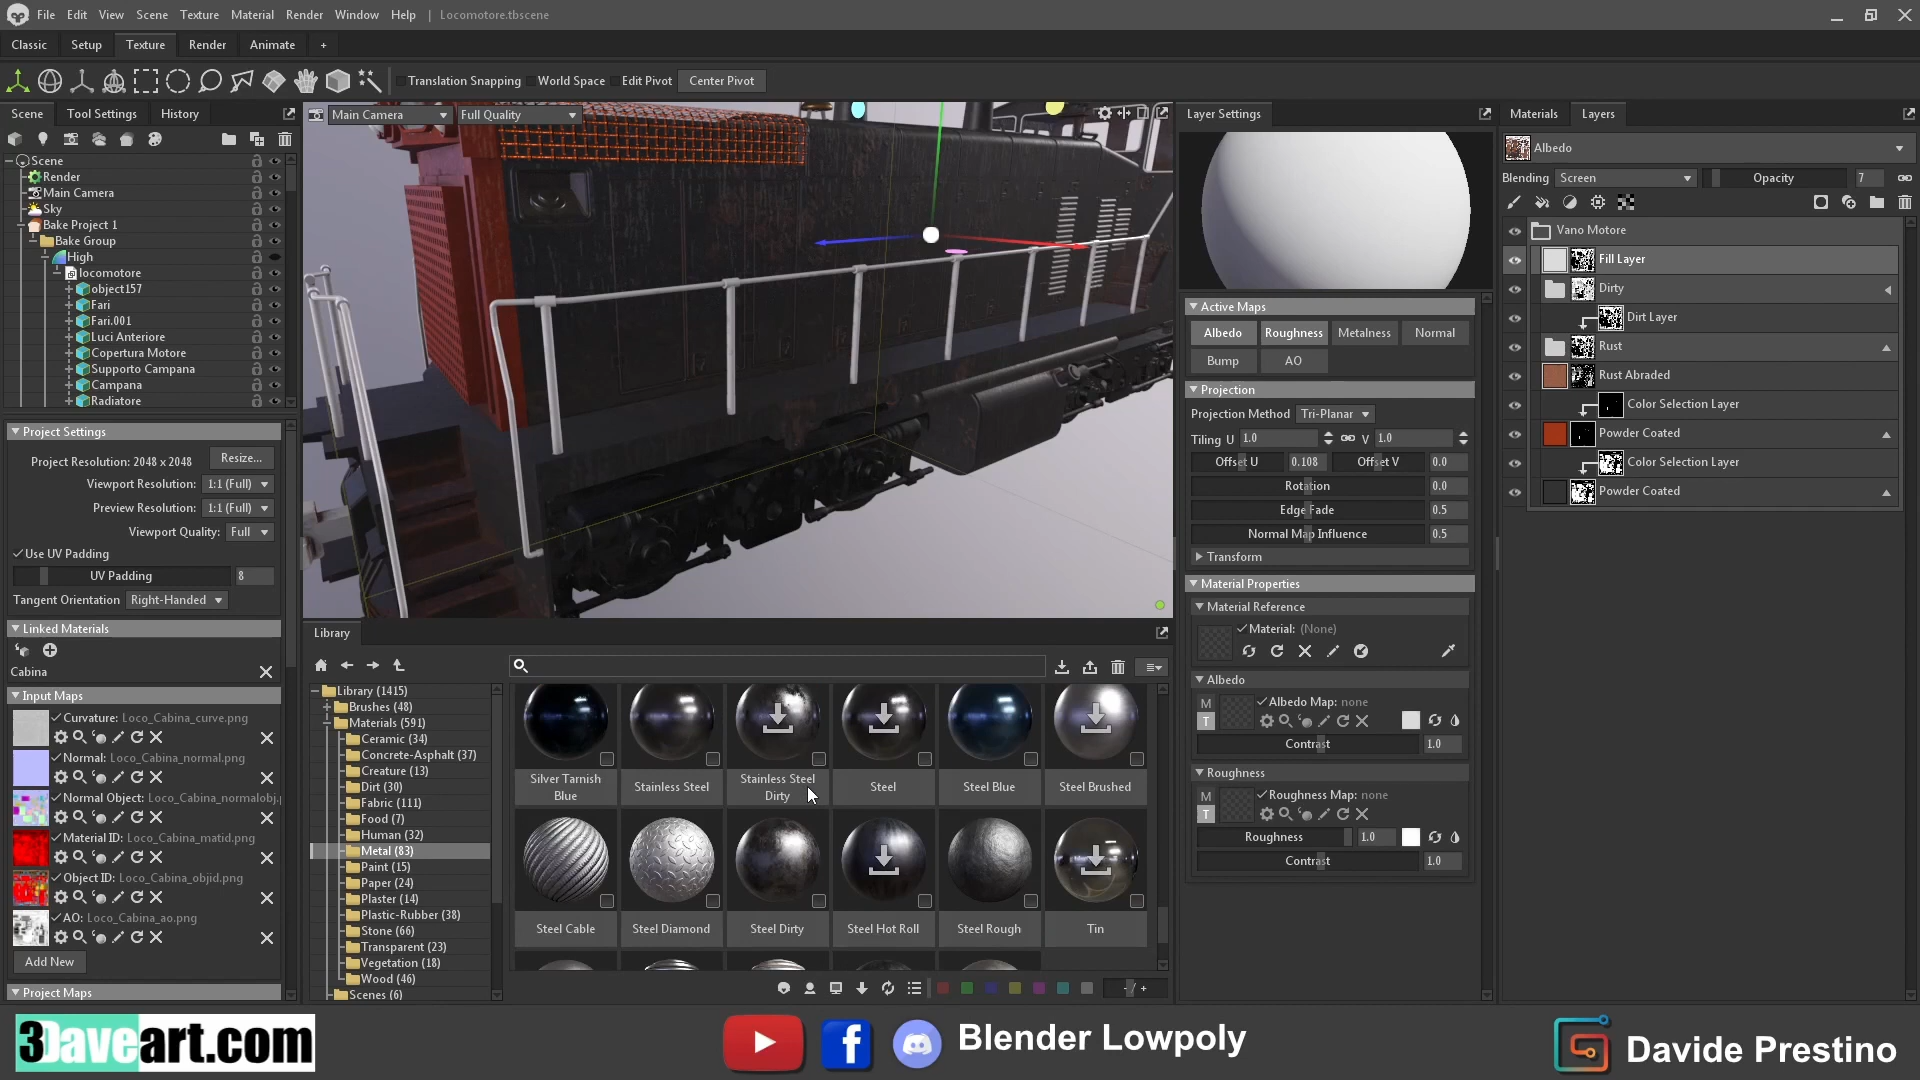 File Edit View Scene Texture Material Render Window Help | Locomotore.tbscene
Classic Setup Texture Render Animate +
Translation Snapping World Space Edit Pivot Center Pivot
Scene Tool Settings History
Scene
Render
Main Camera
Sky
Bake Project 1
Bake Group
High
locomotore
object157
Fari
Fari.001
Luci Anteriore
Copertura Motore
Supporto Campana
Campana
Radiatore
Project Settings
Project Resolution: 2048 x 2048 Resize...
Viewport Resolution: 1:1 (Full)
Preview Resolution: 1:1 (Full)
Viewport Quality: Full
Use UV Padding
UV Padding 8
Tangent Orientation Right-Handed
Linked Materials
Cabina
Input Maps
Curvature: Loco_Cabina_curve.png
Normal: Loco_Cabina_normal.png
Normal Object: Loco_Cabina_normalobj.
Material ID: Loco_Cabina_matid.png
Object ID: Loco_Cabina_objid.png
AO: Loco_Cabina_ao.png
Add New
Project Maps
Main Camera Full Quality
Library
Library (1415)
Brushes (48)
Materials (591)
Ceramic (34)
Concrete-Asphalt (37)
Creature (13)
Dirt (30)
Fabric (111)
Food (7)
Human (32)
Metal (83)
Paint (15)
Paper (24)
Plaster (14)
Plastic-Rubber (38)
Stone (66)
Transparent (23)
Vegetation (18)
Wood (46)
Scenes (6)
Silver Tarnish Blue
Stainless Steel
Stainless Steel Dirty
Steel
Steel Blue
Steel Brushed
Steel Cable
Steel Diamond
Steel Dirty
Steel Hot Roll
Steel Rough
Tin
- / +
Layer Settings
Active Maps
Albedo Roughness Metalness Normal
Bump AO
Projection
Projection Method Tri-Planar
Tiling U 1.0 V 1.0
Offset U 0.108 Offset V 0.0
Rotation 0.0
Edge Fade 0.5
Normal Map Influence 0.5
Transform
Material Properties
Material Reference
Material: (None)
Albedo
M Albedo Map: none
T
Contrast 1.0
Roughness
M Roughness Map: none
T
Roughness 1.0
Contrast 1.0
Materials Layers
Albedo
Blending Screen Opacity 7
Vano Motore
Fill Layer
Dirty
Dirt Layer
Rust
Rust Abraded
Color Selection Layer
Powder Coated
Color Selection Layer
Powder Coated
3Daveart.com
f
Blender Lowpoly
Davide Prestino